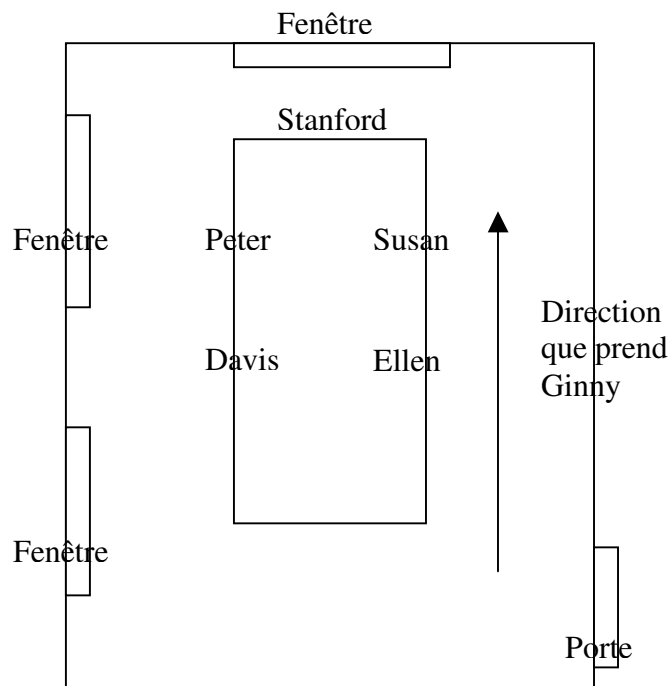 Fenêtre
Stanford
Fenêtre
Peter
Susan
Direction
que prend
Ginny
Davis
Ellen
Fenêtre
Porte